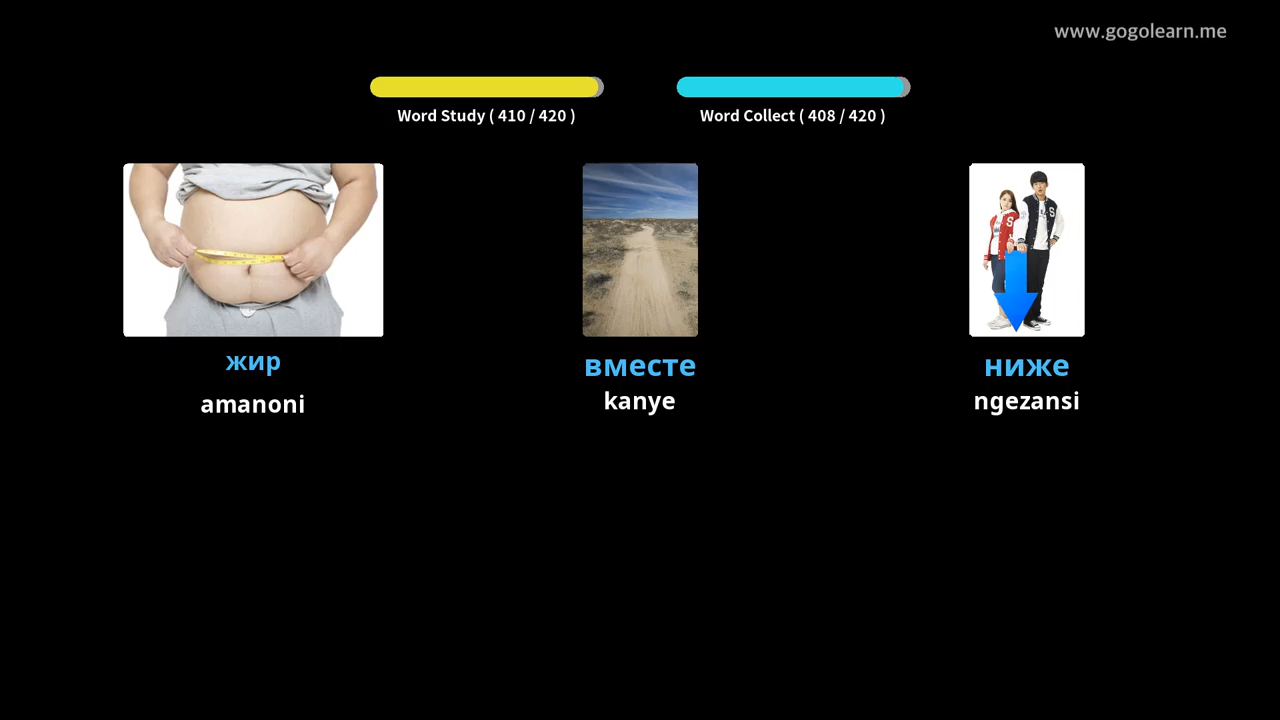 www.gogolearn.me
Word Study ( 410 / 420 )
Word Collect ( 408 / 420 )
жир
amanoni
вместе
kanye
ниже
ngezansi